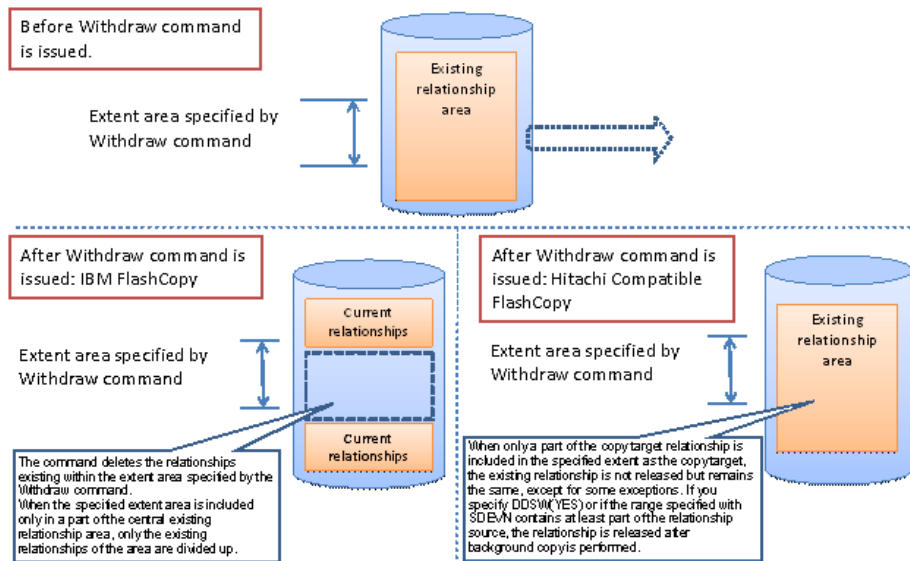 Before Withdraw command
is issued.
Existing
relationship
area
Extent area specified by
Withdraw command
After Withdraw command is
issued: IBM FlashCopy
Current
relationships
Extent area specified by
Withdraw command
Current
relationships
The command deletes the relationships
existing within the extent area specified by the
Withdraw command.
When the specified extent area is included
only in a part of the central existing
relationship area, only the existing
relationships of the area are divided up.
After Withdraw command is
issued: Hitachi Compatible
FlashCopy
Existing
relationship
area
Extent area specified by
Withdraw command
When only a part of the copy target relationship is
included in the specified extent as the copy target,
the existing relationship is not released but remains
the same, except for some exceptions. If you
specify DDSW(YES) or if the range specified with
SDEVN contains at least part of the relationship
source, the relationship is released after
background copy is performed.